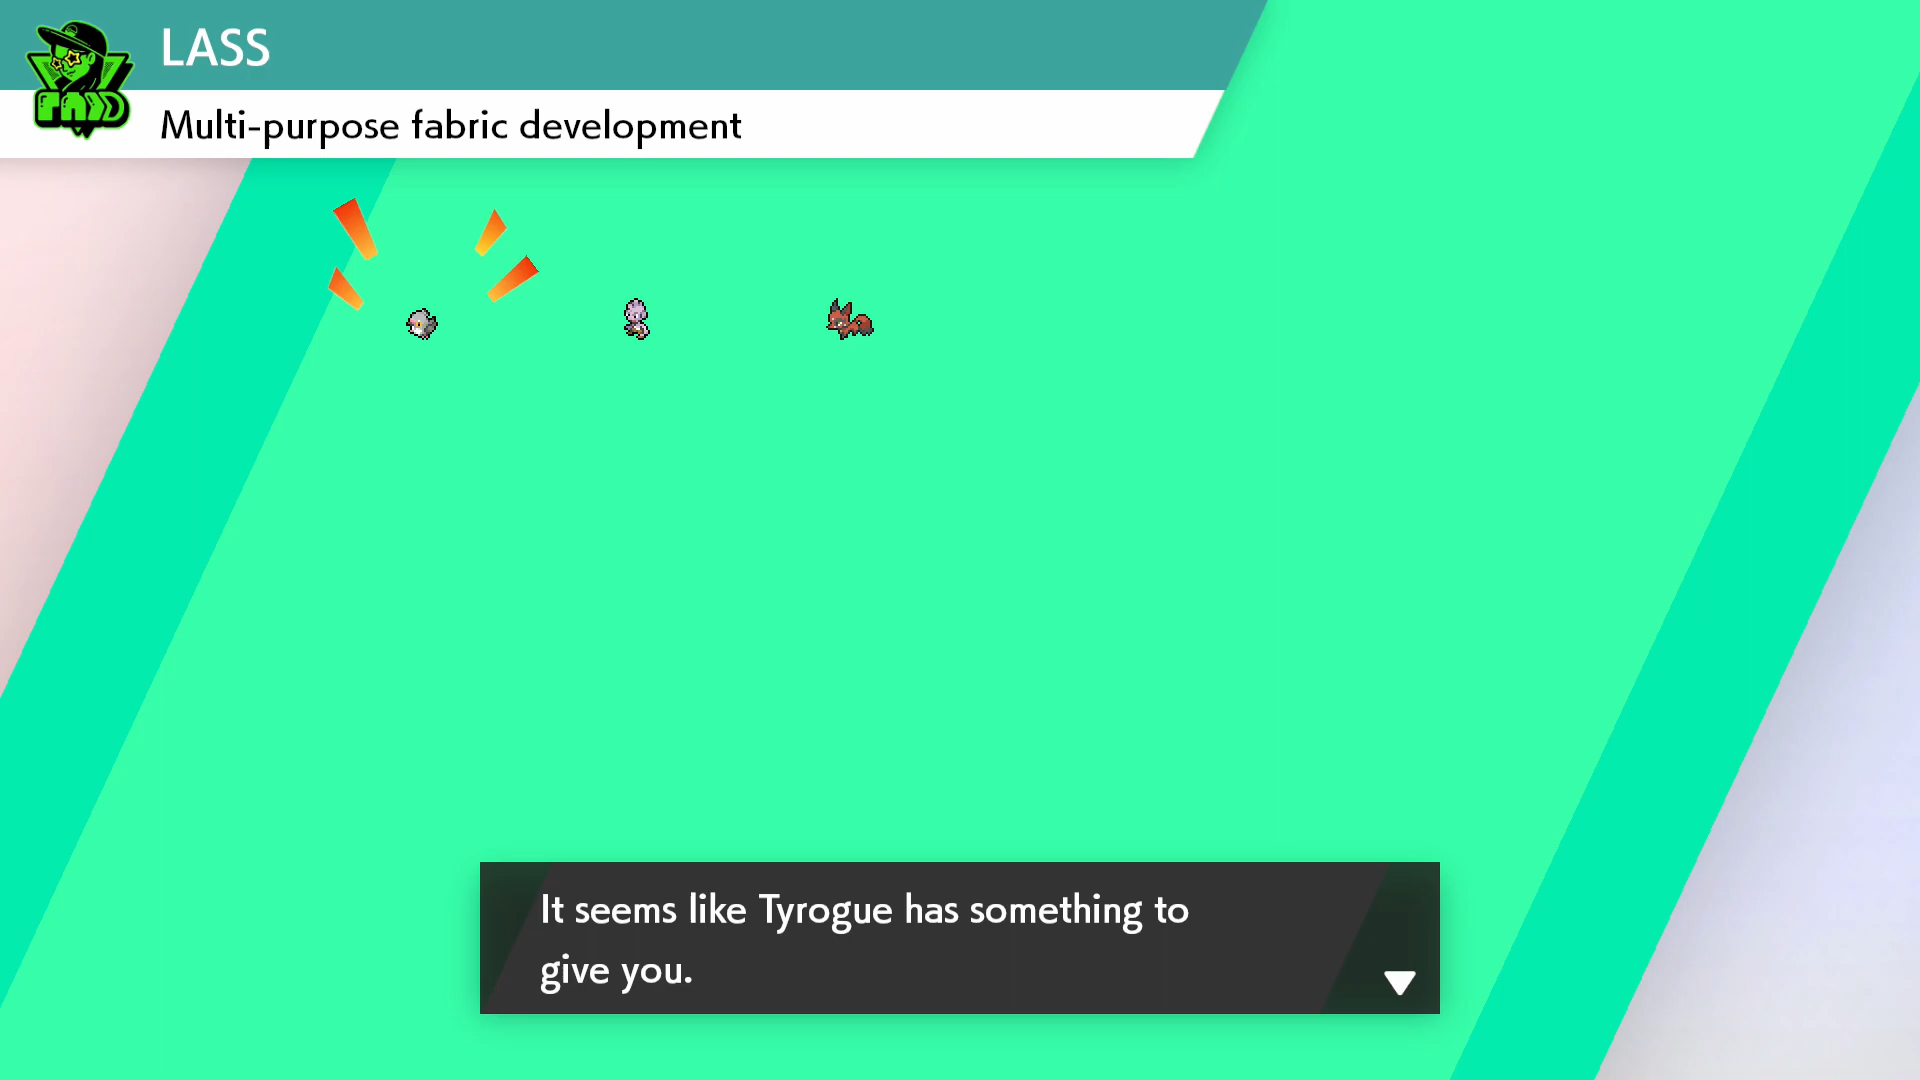 LASS
Multi-purpose fabric development
It seems like Tyrogue has something to
give you.